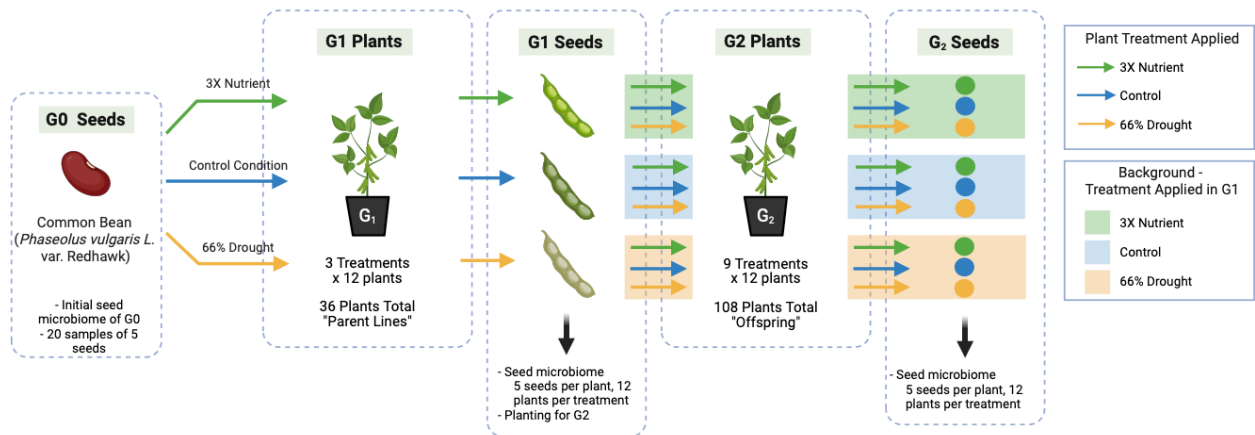 G0 Seeds
Common Bean
(Phaseolus vulgaris L.
var. Redhawk)
- Initial seed
microbiome of G0
- 20 samples of 5
seeds
3X Nutrient
Control Condition
66% Drought
G1 Plants
G1
3 Treatments
x 12 plants
36 Plants Total
"Parent Lines"
G1 Seeds
- Seed microbiome
5 seeds per plant, 12
plants per treatment
- Planting for G2
G2 Plants
G2
9 Treatments
x 12 plants
108 Plants Total
"Offspring"
G2 Seeds
- Seed microbiome
5 seeds per plant, 12
plants per treatment
Plant Treatment Applied
3X Nutrient
Control
66% Drought
Background -
Treatment Applied in G1
3X Nutrient
Control
66% Drought